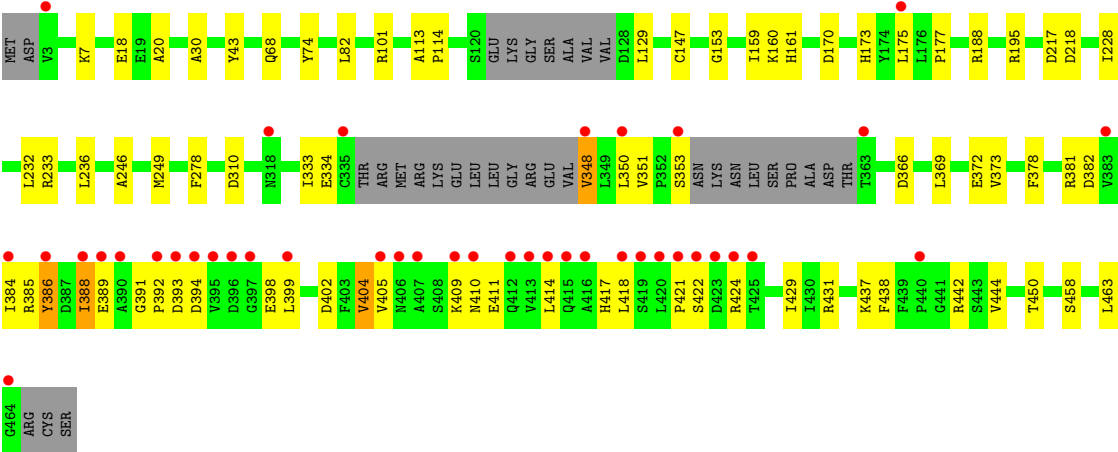 MET ASP V3 K7 E18 E19 A20 A30 Y43 Q68 Y74 L82 R101 A113 P114 S120 GLU LYS GLY SER ALA VAL VAL D128 L129 C147 G153 I159 K160 H161 D170 H173 Y174 L175 L176 P177 R188 R195 D217 D218 I228
L232 R233 L236 A246 M249 F278 D310 N318 I333 E334 C335 THR ARG MET ARG LYS GLU LEU LEU GLY ARG GLU VAL V348 L349 L350 V351 P352 S353 ASN LYS ASN LEU SER PRO ALA ASP THR T363 D366 L369 E372 V373 F378 R381 D382 V383
I384 R385 Y386 D387 I388 E389 A390 G391 P392 D393 D394 V395 D396 G397 E398 L399 D402 F403 V404 V405 N406 A407 S408 K409 N410 E411 Q412 V413 L414 Q415 A416 H417 L418 S419 L420 P421 S422 D423 R424 T425 I429 I430 R431 K437 F438 F439 P440 G441 R442 S443 V444 T450 S458 L463
G464 ARG CYS SER